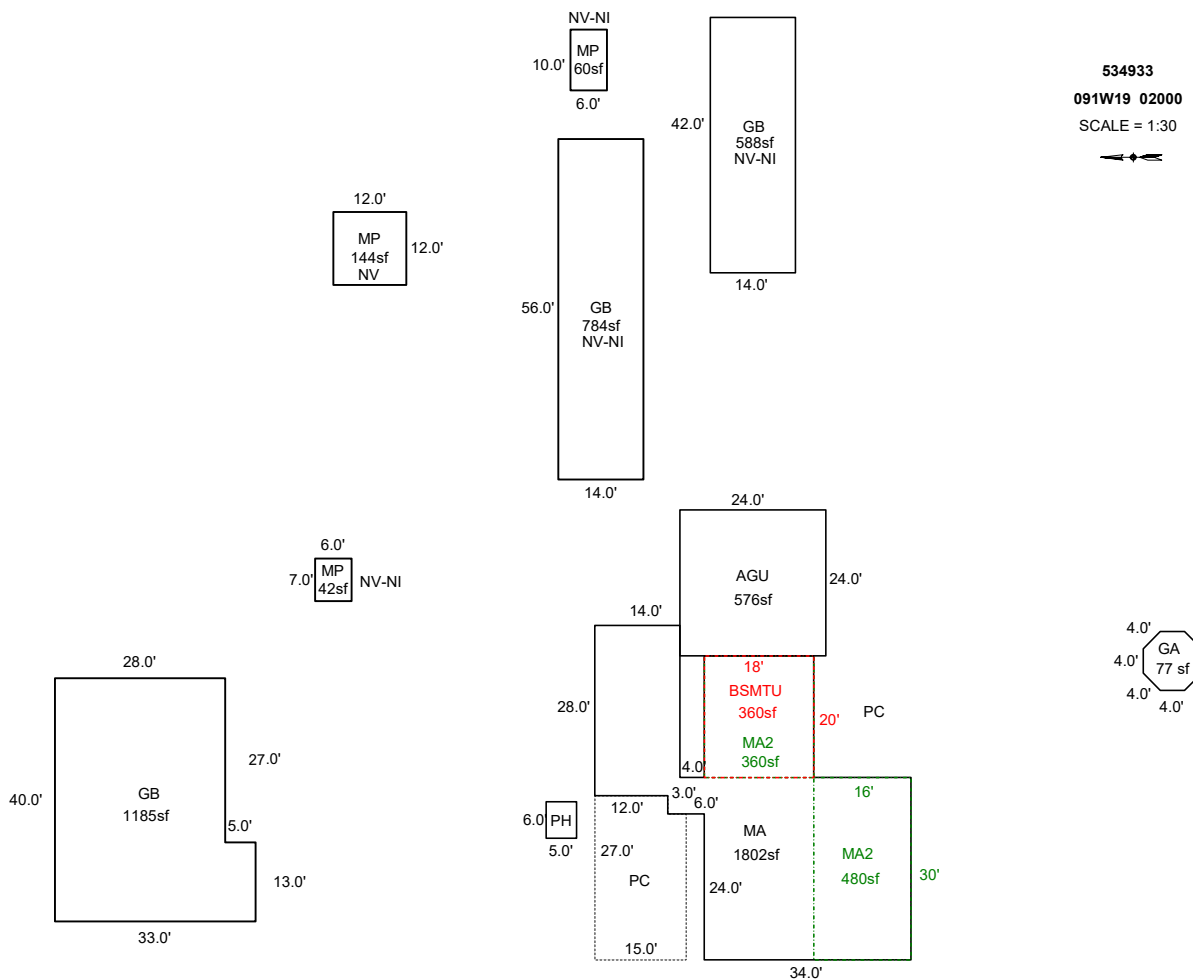 NV-NI
MP
60sf
10.0'
6.0'
42.0'
GB
588sf
NV-NI
14.0'
534933
091W19 02000
SCALE = 1:30
12.0'
MP
144sf
NV
12.0'
56.0'
GB
784sf
NV-NI
14.0'
6.0'
7.0'
MP
42sf
NV-NI
24.0'
AGU
576sf
24.0'
14.0'
28.0'
18'
BSMTU
360sf
20'
MA2
360sf
PC
4.0'
4.0'
GA
77 sf
4.0'
4.0'
28.0'
27.0'
40.0'
GB
1185sf
5.0'
13.0'
33.0'
4.0'
3.0'
12.0'
6.0'
6.0'
PH
5.0'
27.0'
PC
15.0'
MA
1802sf
24.0'
16'
MA2
480sf
30'
34.0'